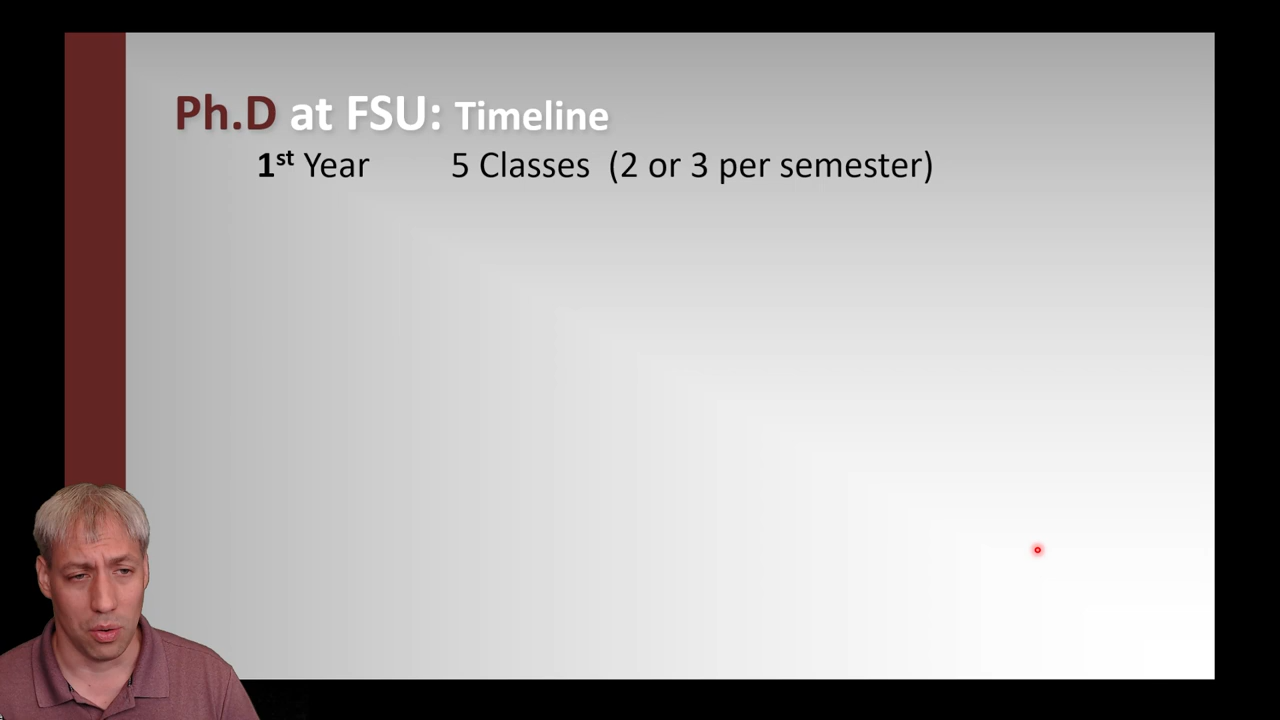 Ph.D at FSU: Timeline
1st Year 5 Classes (2 or 3 per semester)